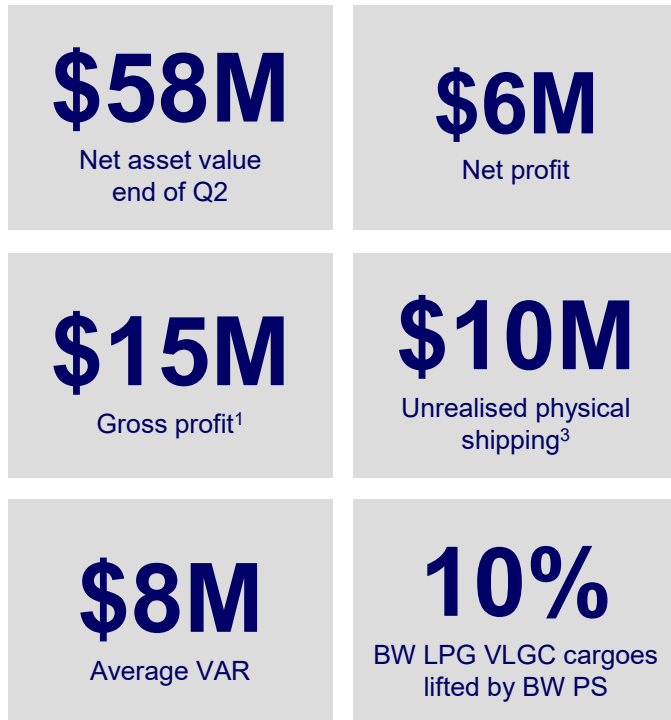 $58M
Net asset value
end of Q2
$6M
Net profit
$15M
Gross profit¹
$10M
Unrealised physical
shipping³
$8M
Average VAR
10%
BW LPG VLGC cargoes
lifted by BW PS